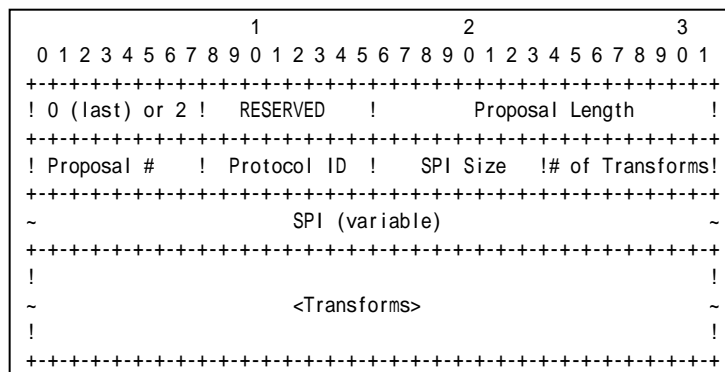 1 2 3
0 1 2 3 4 5 6 7 8 9 0 1 2 3 4 5 6 7 8 9 0 1 2 3 4 5 6 7 8 9 0 1
+-+-+-+-+-+-+-+-+-+-+-+-+-+-+-+-+-+-+-+-+-+-+-+-+-+-+-+-+-+-+-+-+
! 0 (last) or 2 ! RESERVED ! Proposal Length !
+-+-+-+-+-+-+-+-+-+-+-+-+-+-+-+-+-+-+-+-+-+-+-+-+-+-+-+-+-+-+-+-+
! Proposal # ! Protocol ID ! SPI Size !# of Transforms!
+-+-+-+-+-+-+-+-+-+-+-+-+-+-+-+-+-+-+-+-+-+-+-+-+-+-+-+-+-+-+-+-+
~ SPI (variable) ~
+-+-+-+-+-+-+-+-+-+-+-+-+-+-+-+-+-+-+-+-+-+-+-+-+-+-+-+-+-+-+-+-+
! !
~ <Transforms> ~
! !
+-+-+-+-+-+-+-+-+-+-+-+-+-+-+-+-+-+-+-+-+-+-+-+-+-+-+-+-+-+-+-+-+